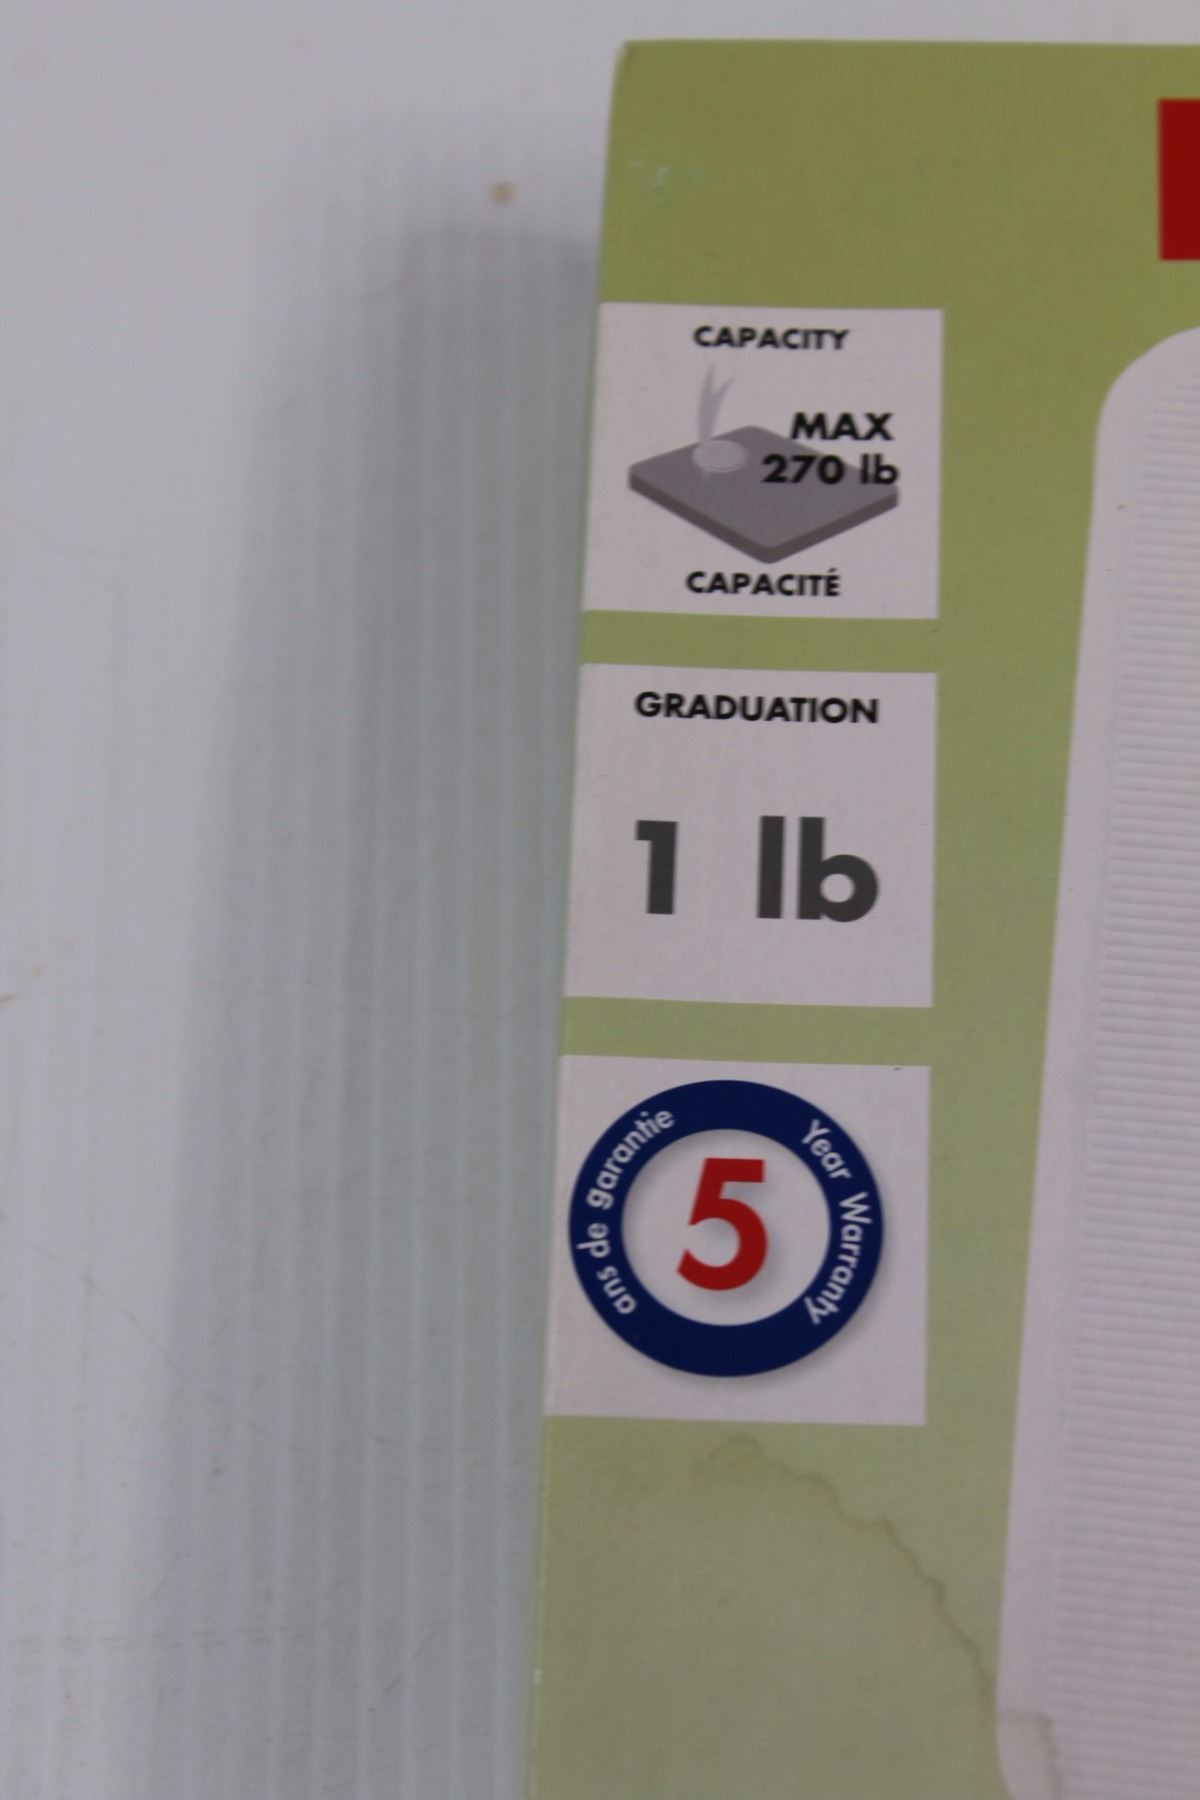 CAPACITY
MAX
270 lb
CAPACITÉ
GRADUATION
1 lb
5
Year Warranty
ans de garantie